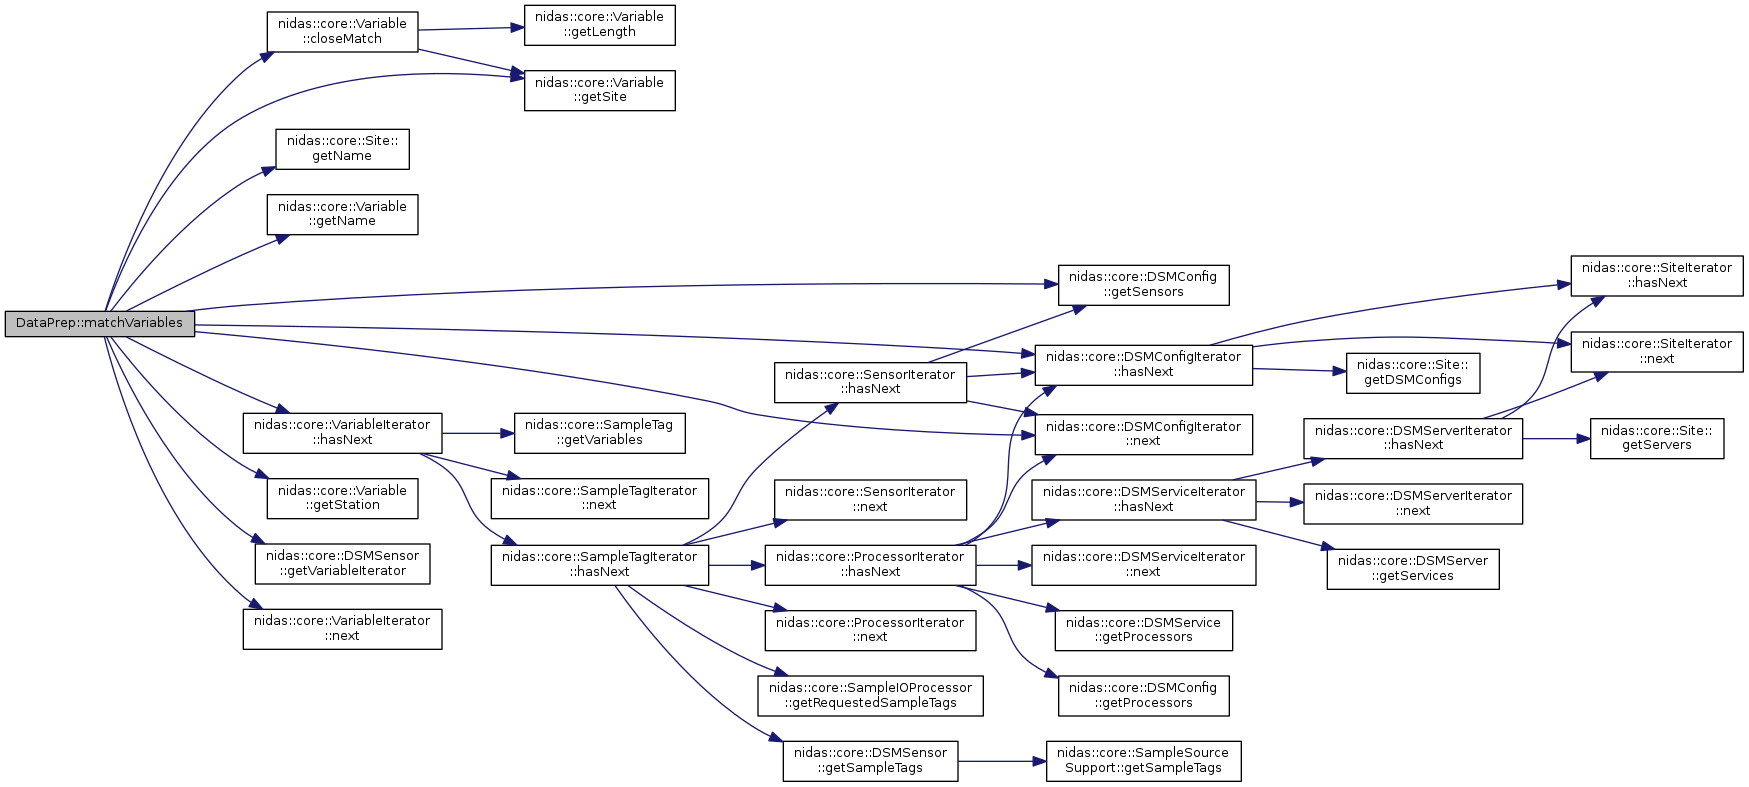 nidas::core::Variable
::closeMatch
nidas::core::Variable
::getLength
nidas::core::Variable
::getSite
nidas::core::Site::
getName
nidas::core::Variable
::getName
DataPrep::matchVariables
nidas::core::VariableIterator
::hasNext
nidas::core::Variable
::getStation
nidas::core::DSMSensor
::getVariableIterator
nidas::core::VariableIterator
::next
nidas::core::SampleTag
::getVariables
nidas::core::SampleTagIterator
::next
nidas::core::SampleTagIterator
::hasNext
nidas::core::SensorIterator
::hasNext
nidas::core::SensorIterator
::next
nidas::core::ProcessorIterator
::hasNext
nidas::core::ProcessorIterator
::next
nidas::core::SampleIOProcessor
::getRequestedSampleTags
nidas::core::DSMSensor
::getSampleTags
nidas::core::DSMConfig
::getSensors
nidas::core::DSMConfigIterator
::hasNext
nidas::core::DSMConfigIterator
::next
nidas::core::DSMServiceIterator
::hasNext
nidas::core::DSMServiceIterator
::next
nidas::core::DSMService
::getProcessors
nidas::core::DSMConfig
::getProcessors
nidas::core::SampleSource
Support::getSampleTags
nidas::core::Site::
getDSMConfigs
nidas::core::DSMServerIterator
::hasNext
nidas::core::DSMServerIterator
::next
nidas::core::DSMServer
::getServices
nidas::core::SiteIterator
::hasNext
nidas::core::SiteIterator
::next
nidas::core::Site::
getServers